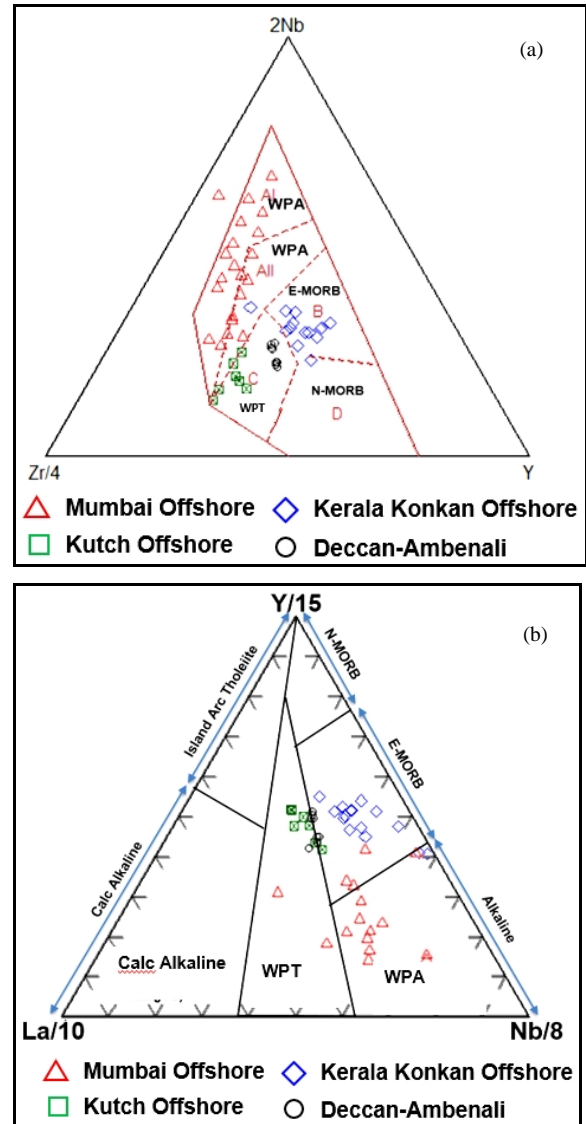 2Nb
(a)
AI
WPA
WPA
AII
E-MORB
B
C
WPT
N-MORB
D
Zr/4
Y
Mumbai Offshore
Kerala Konkan Offshore
Kutch Offshore
Deccan-Ambenali
Y/15
(b)
Island Arc Tholeiite
N-MORB
E-MORB
Calc Alkaline
Alkaline
Calc Alkaline
WPT
WPA
La/10
Nb/8
Mumbai Offshore
Kerala Konkan Offshore
Kutch Offshore
Deccan-Ambenali